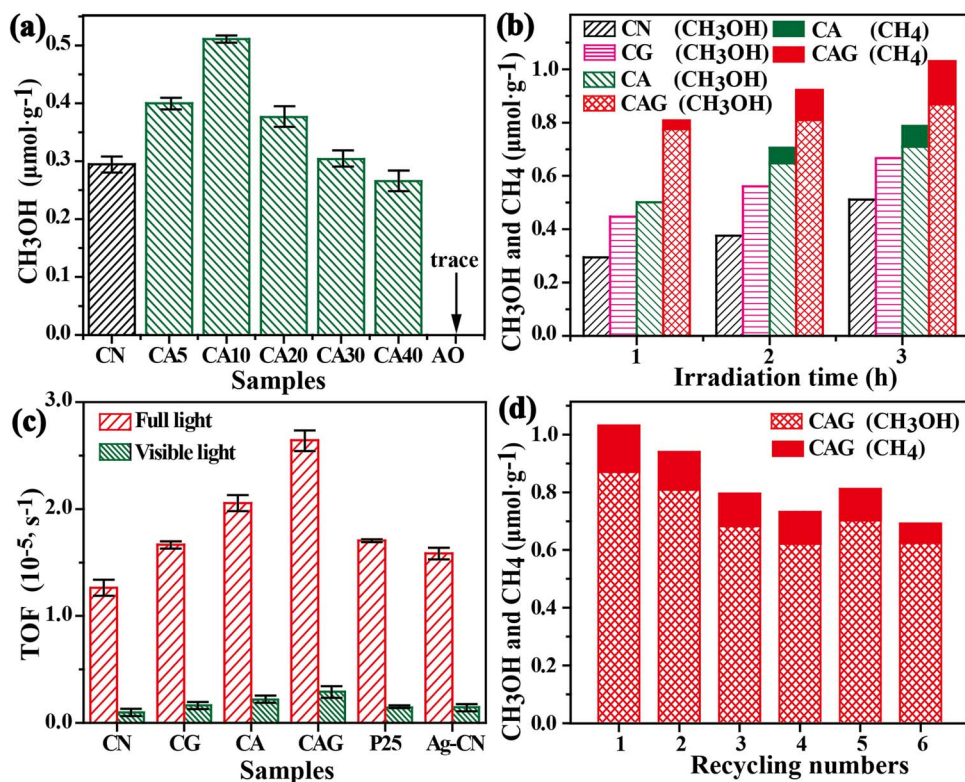 (a)
CH3OH (μmol·g-1)
0.5
0.4
0.3
0.2
0.1
0.0
trace
CN CA5 CA10 CA20 CA30 CA40 AO
Samples
(b)
CH3OH and CH4 (μmol·g-1)
CN (CH3OH)
CG (CH3OH)
CA (CH3OH)
CAG (CH3OH)
CA (CH4)
CAG (CH4)
1.0
0.8
0.6
0.4
0.2
0.0
1 2 3
Irradiation time (h)
(c)
TOF (10-5, s-1)
Full light
Visible light
3.0
2.0
1.0
0.0
CN CG CA CAG P25 Ag-CN
Samples
(d)
CH3OH and CH4 (μmol·g-1)
CAG (CH3OH)
CAG (CH4)
1.0
0.8
0.6
0.4
0.2
0.0
1 2 3 4 5 6
Recycling numbers